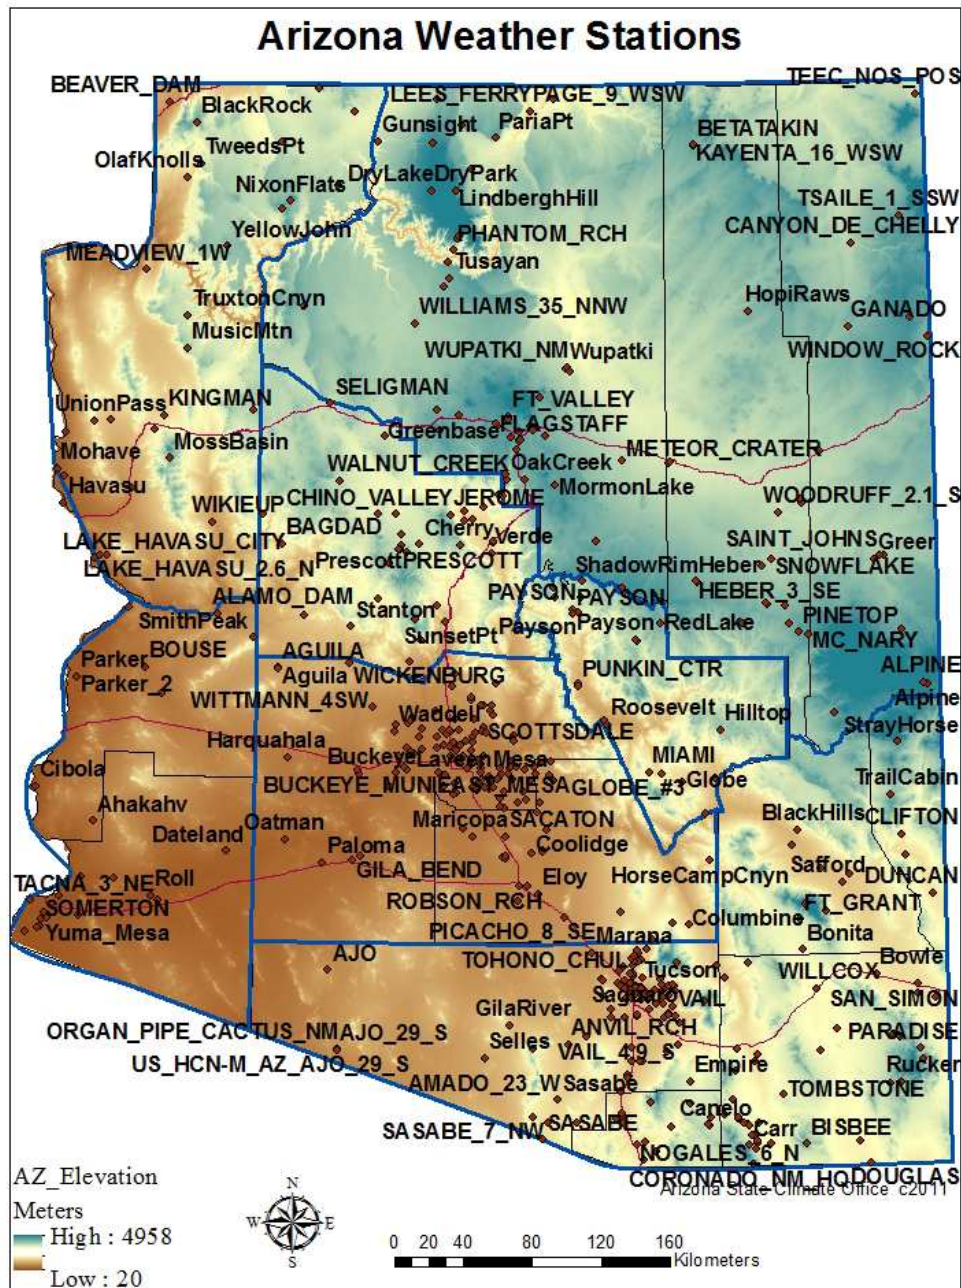 Arizona Weather Stations
TEEC_NOS_POS
BEAVER_DAM
LEES_FERRY
PAGE_9_WSW
BlackRock
Gunsight
PariaPt
BETATAKIN
TweedsPt
KAYENTA_16_WSW
OlafKnolls
DryLake
DryPark
NixonFlats
LindberghHill
TSAILE_1_SSW
YellowJohn
PHANTOM_RCH
CANYON_DE_CHELLY
MEADVIEW_1W
Tusayan
TruxtonCnyn
WILLIAMS_35_NNW
HopiRaws
GANADO
MusicMtn
WUPATKI_NM
Wupatki
WINDOW_ROCK
SELIGMAN
KINGMAN
FT_VALLEY
UnionPass
Greenbase
FLAGSTAFF
MossBasin
METEOR_CRATER
Mohave
WALNUT_CREEK
OakCreek
Havasu
MormonLake
WIKIEUP
CHINO_VALLEY
JEROME
WOODRUFF_2.1_S
BAGDAD
Cherry
Verde
LAKE_HAVASU_CITY
SAINT_JOHNS
Greer
Prescott
PRESCOTT
ShadowRim
Heber
SNOWFLAKE
LAKE_HAVASU_2.6_N
ALAMO_DAM
PAYSON
PAYSON
HEBER_3_SE
SmithPeak
Stanton
SunsetPt
Payson
Payson
RedLake
PINETOP
MC_NARY
BOUSE
AGUILA
Parker
Aguila
WICKENBURG
PUNKIN_CTR
ALPINE
Parker_2
WITTMANN_4SW
Alpine
Waddell
Roosevelt
Hilltop
StrayHorse
Harquahala
SCOTTSDALE
Buckeye
Laveen
Mesa
MIAMI
Cibola
BUCKEYE_MUN
EAST_MESA
GLOBE_#3
Globe
TrailCabin
Ahakahv
Oatman
Maricopa
SACATON
BlackHills
CLIFTON
Dateland
Paloma
Coolidge
Safford
GILA_BEND
Eloy
HorseCampCnyn
DUNCAN
TACNA_3_NE
Roll
ROBSON_RCH
FT_GRANT
SOMERTON
Columbine
Yuma_Mesa
PICACHO_8_SE
Marana
Bonita
AJO
TOHONO_CHUL
Tucson
WILLCOX
Bowie
Saguaro
VAIL
SAN_SIMON
GilaRiver
ANVIL_RCH
ORGAN_PIPE_CACTUS_NM
AJO_29_S
Selles
PARADISE
VAIL_4.9_S
US_HCN-M_AZ_AJO_29_S
Empire
Rucker
AMADO_23_W
Sasabe
TOMBSTONE
SASABE
Canelo
SASABE_7_NW
Carr
BISBEE
NOGALES_6_N
CORONADO_NM_HQ
DOUGLAS
Arizona State Climate Office c2011
AZ_Elevation
Meters
High : 4958
Low : 20
N
W
E
S
0 20 40 80 120 160
Kilometers